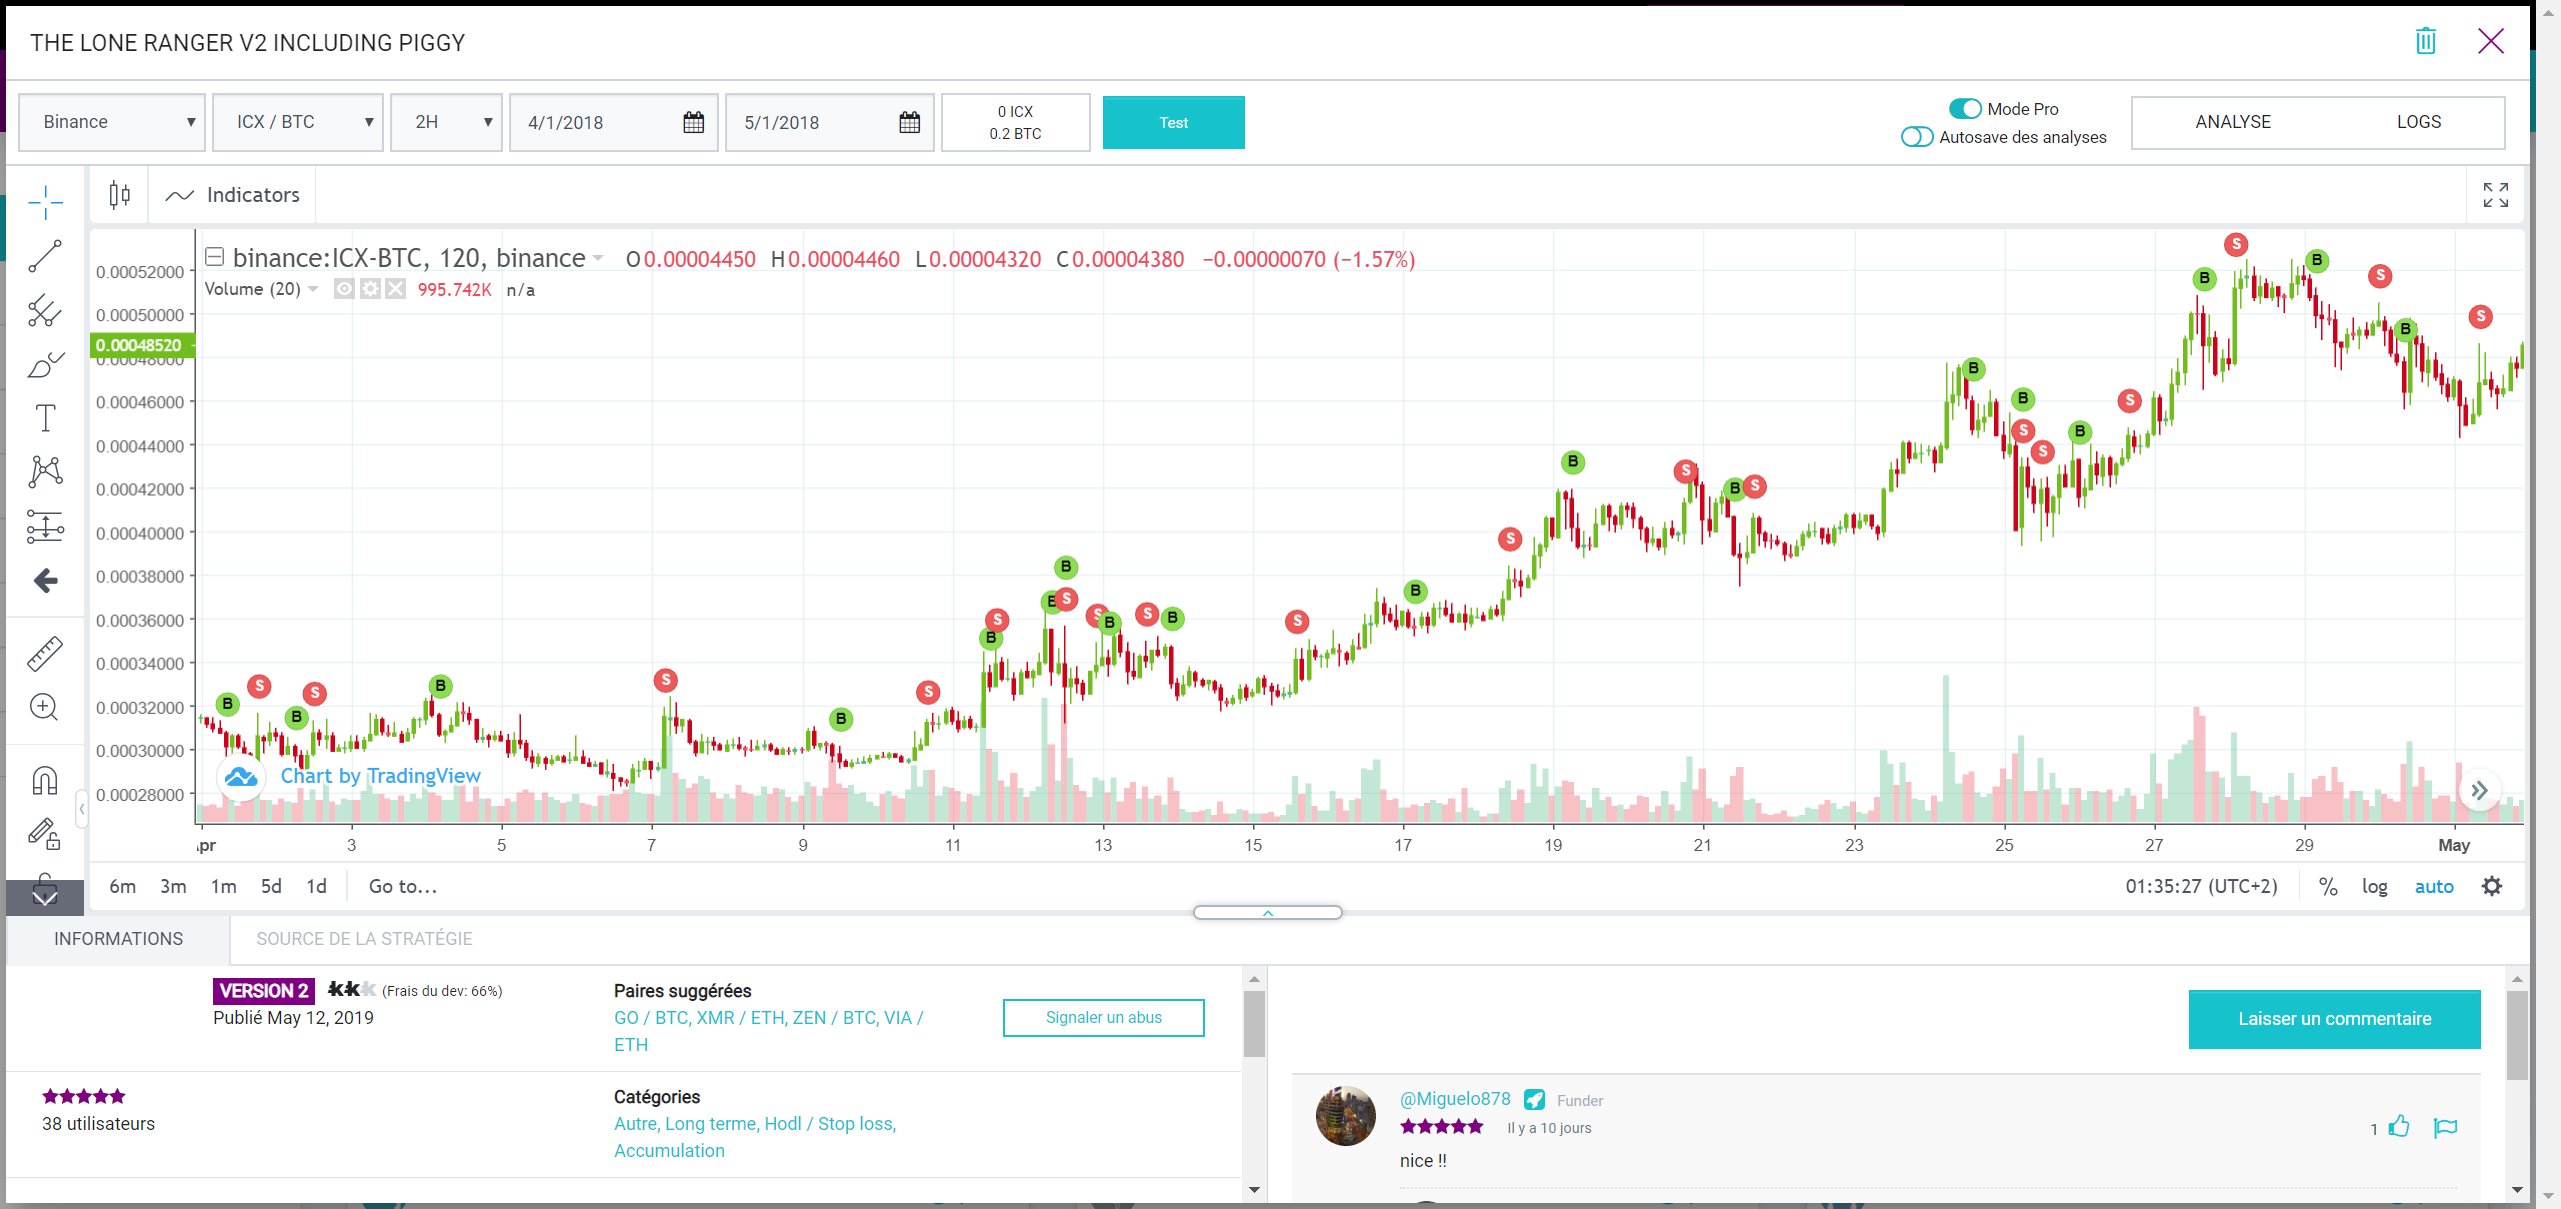 THE LONE RANGER V2 INCLUDING PIGGY
Binance
ICX / BTC
2H
4/1/2018
5/1/2018
0 ICX
0.2 BTC
Test
Mode Pro
Autosave des analyses
ANALYSE
LOGS
Indicators
binance:ICX-BTC, 120, binance
O0.00004450 H0.00004460 L0.00004320 C0.00004380 −0.00000070 (−1.57%)
Volume (20) 995.742K n/a
0.00052000
0.00050000
0.00048520
0.00048000
0.00046000
0.00044000
0.00042000
0.00040000
0.00038000
0.00036000
0.00034000
0.00032000
0.00030000
0.00028000
B S B S B S B S B S B S B S B S B S B S B S B S B S S B S B S B B S B S
Chart by TradingView
pr 3 5 7 9 11 13 15 17 19 21 23 25 27 29 May
6m 3m 1m 5d 1d Go to...
01:35:27 (UTC+2) % log auto
INFORMATIONS
SOURCE DE LA STRATÉGIE
VERSION 2 (Frais du dev: 66%)
Publié May 12, 2019
Paires suggérées
GO / BTC, XMR / ETH, ZEN / BTC, VIA /
ETH
Signaler un abus
38 utilisateurs
Catégories
Autre, Long terme, Hodl / Stop loss,
Accumulation
Laisser un commentaire
@Miguelo878 Funder
Il y a 10 jours
1
nice !!